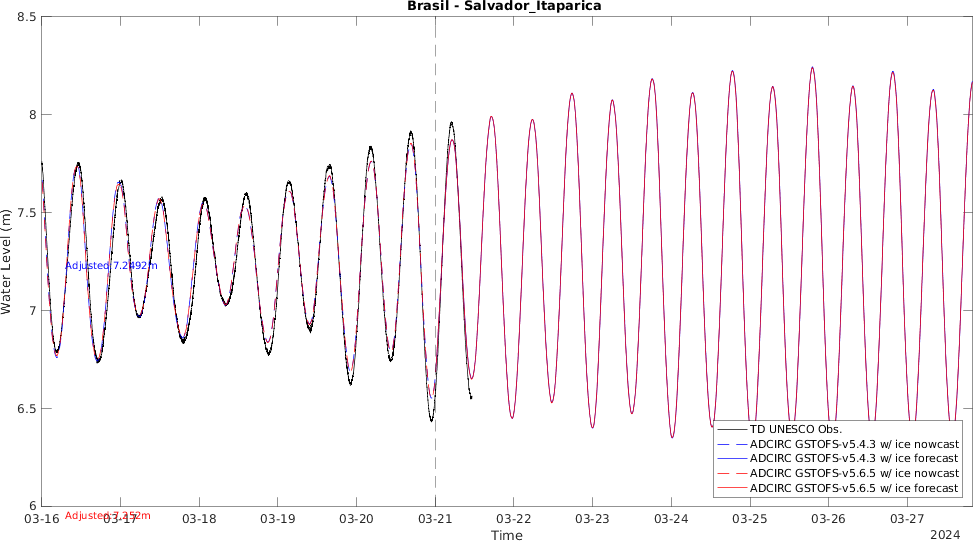 Brasil - Salvador_Itaparica
8.5
8
7.5
7
6.5
6
Water Level (m)
Adjusted:7.2492m
Adjusted:7.252m
TD UNESCO Obs.
ADCIRC GSTOFS-v5.4.3 w/ ice nowcast
ADCIRC GSTOFS-v5.4.3 w/ ice forecast
ADCIRC GSTOFS-v5.6.5 w/ ice nowcast
ADCIRC GSTOFS-v5.6.5 w/ ice forecast
03-16 03-17 03-18 03-19 03-20 03-21 03-22 03-23 03-24 03-25 03-26 03-27
Time
2024